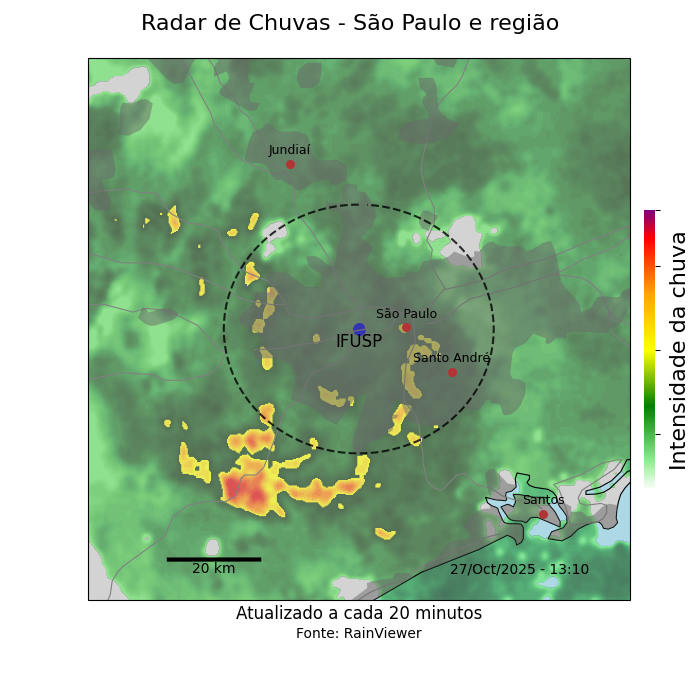 Radar de Chuvas - São Paulo e região
Jundiaí
São Paulo
IFUSP
Santo André
Santos
20 km
27/Oct/2025 - 13:10
Intensidade da chuva
Atualizado a cada 20 minutos
Fonte: RainViewer